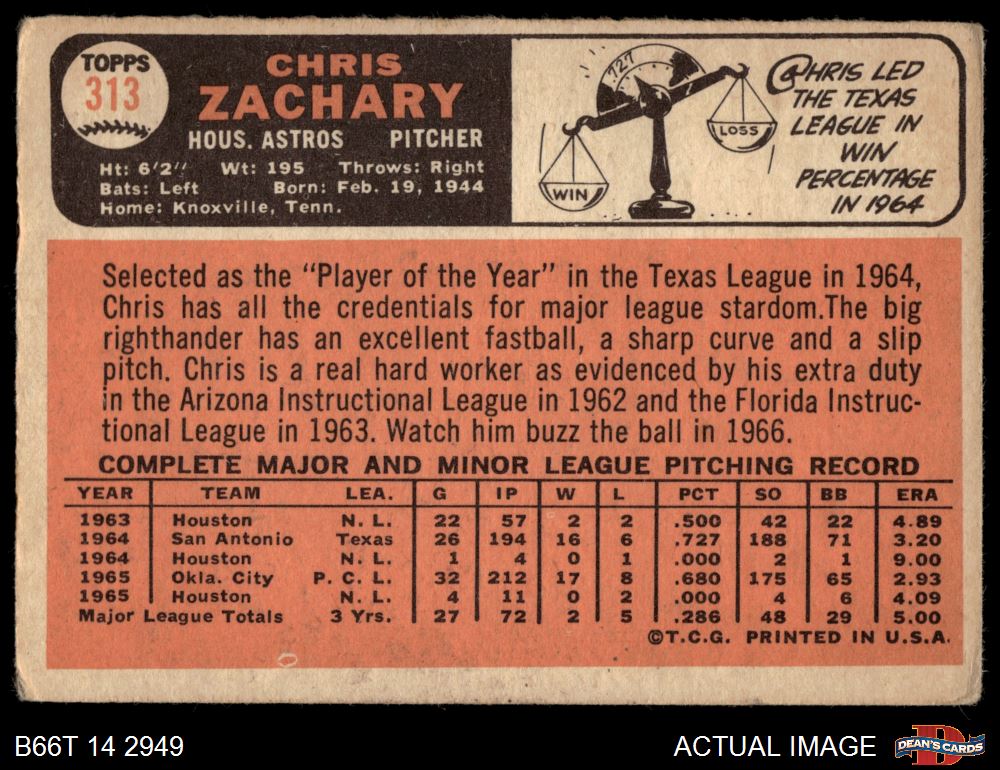 TOPPS
313
CHRIS
ZACHARY
HOUS. ASTROS PITCHER
Ht: 6'2" Wt: 195 Throws: Right
Bats: Left Born: Feb. 19, 1944
Home: Knoxville, Tenn.
.727
WIN
LOSS
CHRIS LED
THE TEXAS
LEAGUE IN
WIN
PERCENTAGE
IN 1964
Selected as the "Player of the Year" in the Texas League in 1964,
Chris has all the credentials for major league stardom.The big
righthander has an excellent fastball, a sharp curve and a slip
pitch. Chris is a real hard worker as evidenced by his extra duty
in the Arizona Instructional League in 1962 and the Florida Instruc-
tional League in 1963. Watch him buzz the ball in 1966.
COMPLETE MAJOR AND MINOR LEAGUE PITCHING RECORD
YEAR TEAM LEA. G IP W L PCT SO BB ERA
1963 Houston N. L. 22 57 2 2 .500 42 22 4.89
1964 San Antonio Texas 26 194 16 6 .727 188 71 3.20
1964 Houston N. L. 1 4 0 1 .000 2 1 9.00
1965 Okla. City P. C. L. 32 212 17 8 .680 175 65 2.93
1965 Houston N. L. 4 11 0 2 .000 4 6 4.09
Major League Totals 3 Yrs. 27 72 2 5 .286 48 29 5.00
©T.C.G. PRINTED IN U.S.A.
B66T 14 2949
ACTUAL IMAGE
D
DEAN'S CARDS